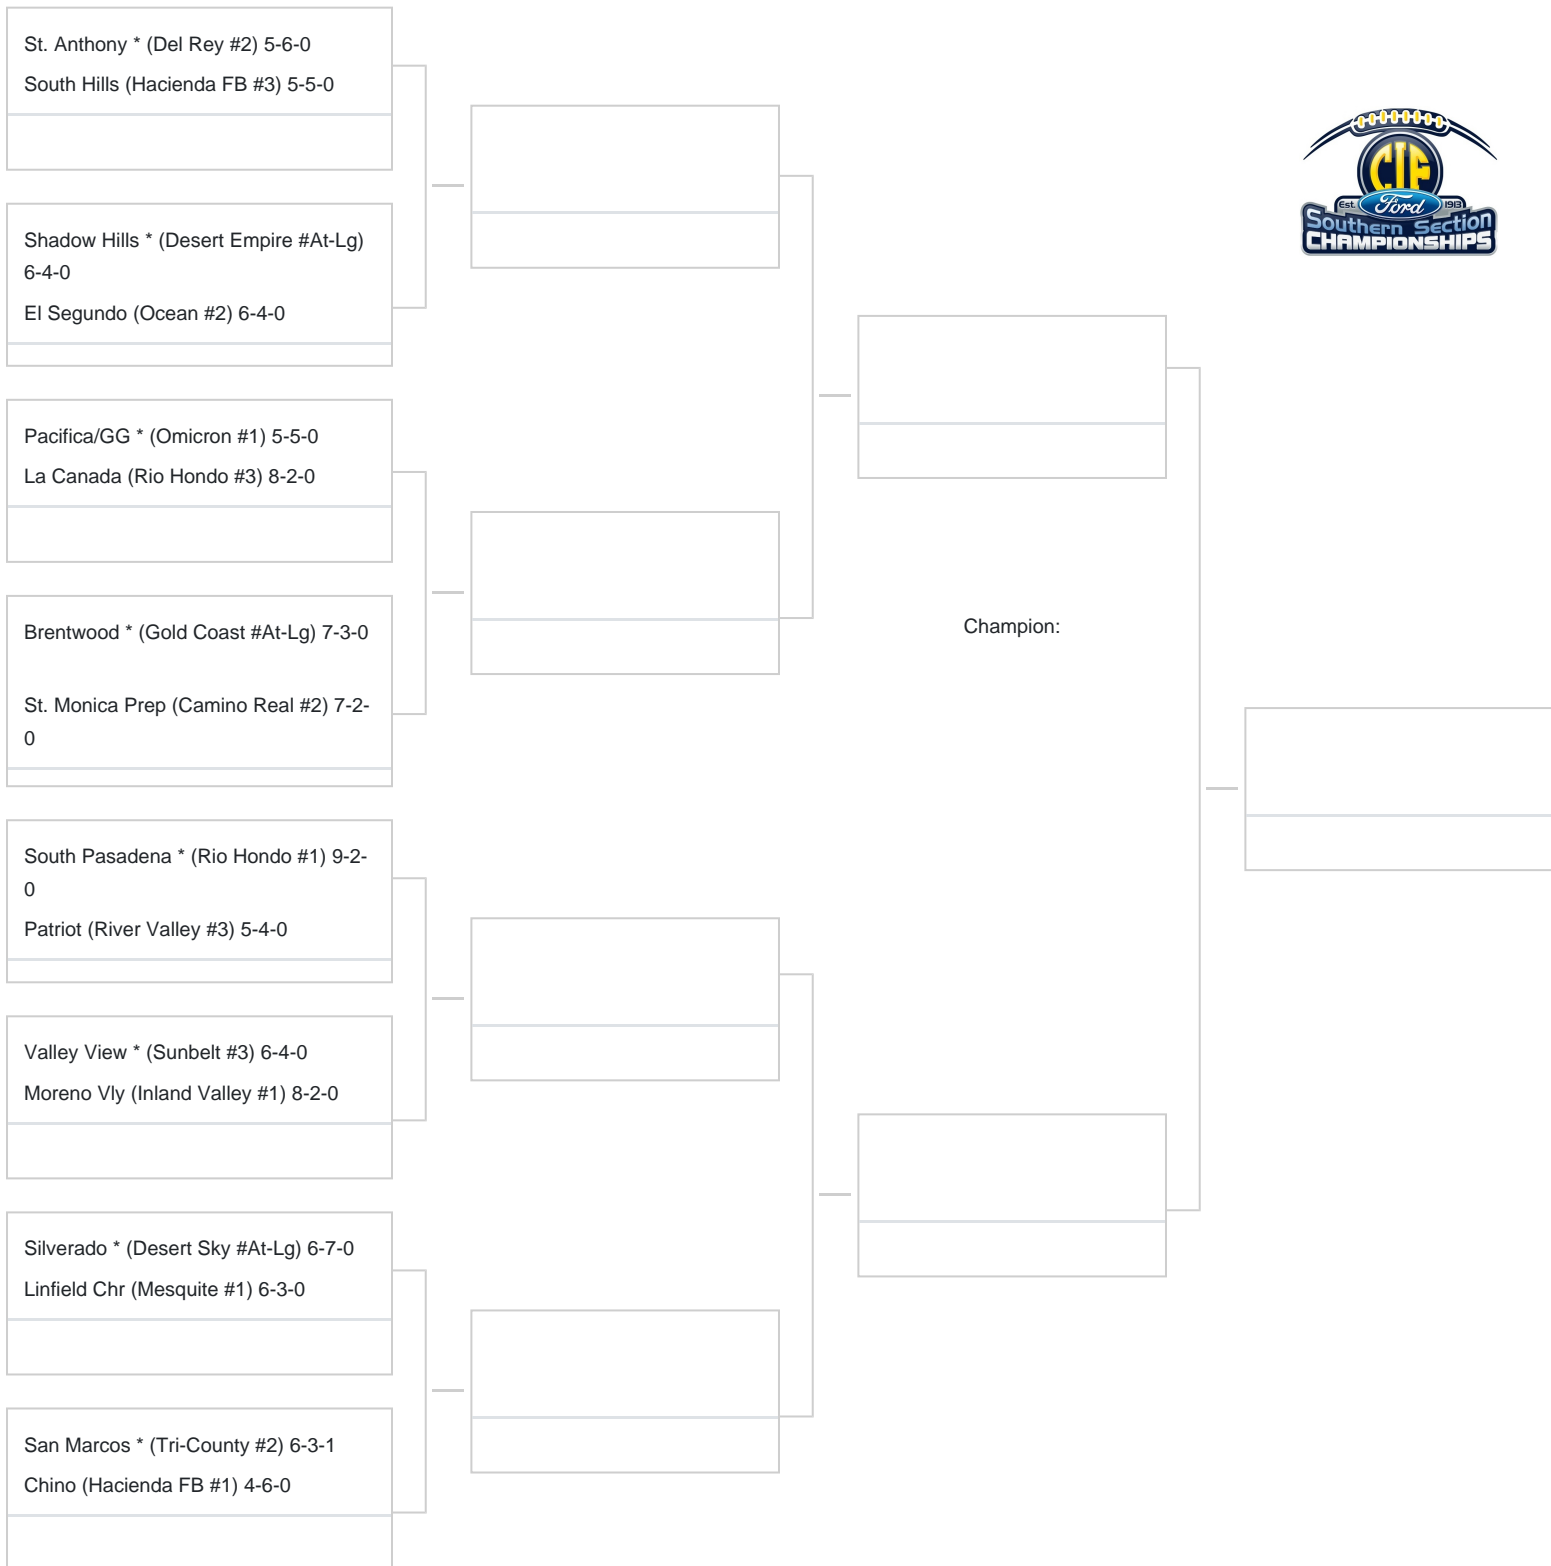 St. Anthony * (Del Rey #2) 5-6-0
South Hills (Hacienda FB #3) 5-5-0
Shadow Hills * (Desert Empire #At-Lg)
6-4-0
El Segundo (Ocean #2) 6-4-0
Pacifica/GG * (Omicron #1) 5-5-0
La Canada (Rio Hondo #3) 8-2-0
Brentwood * (Gold Coast #At-Lg) 7-3-0
St. Monica Prep (Camino Real #2) 7-2-
0
South Pasadena * (Rio Hondo #1) 9-2-
0
Patriot (River Valley #3) 5-4-0
Valley View * (Sunbelt #3) 6-4-0
Moreno Vly (Inland Valley #1) 8-2-0
Silverado * (Desert Sky #At-Lg) 6-7-0
Linfield Chr (Mesquite #1) 6-3-0
San Marcos * (Tri-County #2) 6-3-1
Chino (Hacienda FB #1) 4-6-0
Champion:
CIF
Est. Ford 1913
Southern Section
CHAMPIONSHIPS